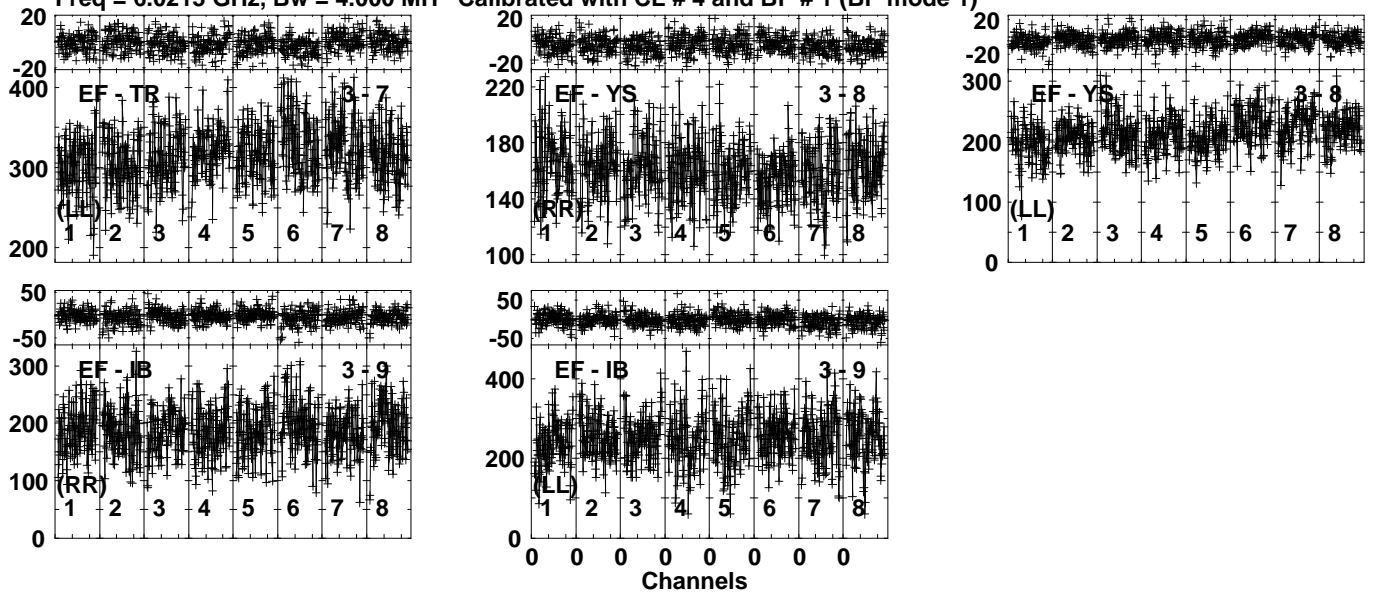 Freq = 6.0215 GHz, Bw = 4.000 MH Calibrated with CL # 4 and BP # 1 (BP mode 1)
20
-20
400
300
200
EF - TR 3 - 7
(LL)
1 2 3 4 5 6 7 8
20
-20
220
180
140
100
EF - YS 3 - 8
(RR)
1 2 3 4 5 6 7 8
20
-20
300
200
100
0
EF - YS 3 - 8
(LL)
1 2 3 4 5 6 7 8
50
-50
300
200
100
0
EF - IB 3 - 9
(RR)
1 2 3 4 5 6 7 8
50
-50
400
200
0
EF - IB 3 - 9
(LL)
1 2 3 4 5 6 7 8
0 0 0 0 0 0 0 0
Channels